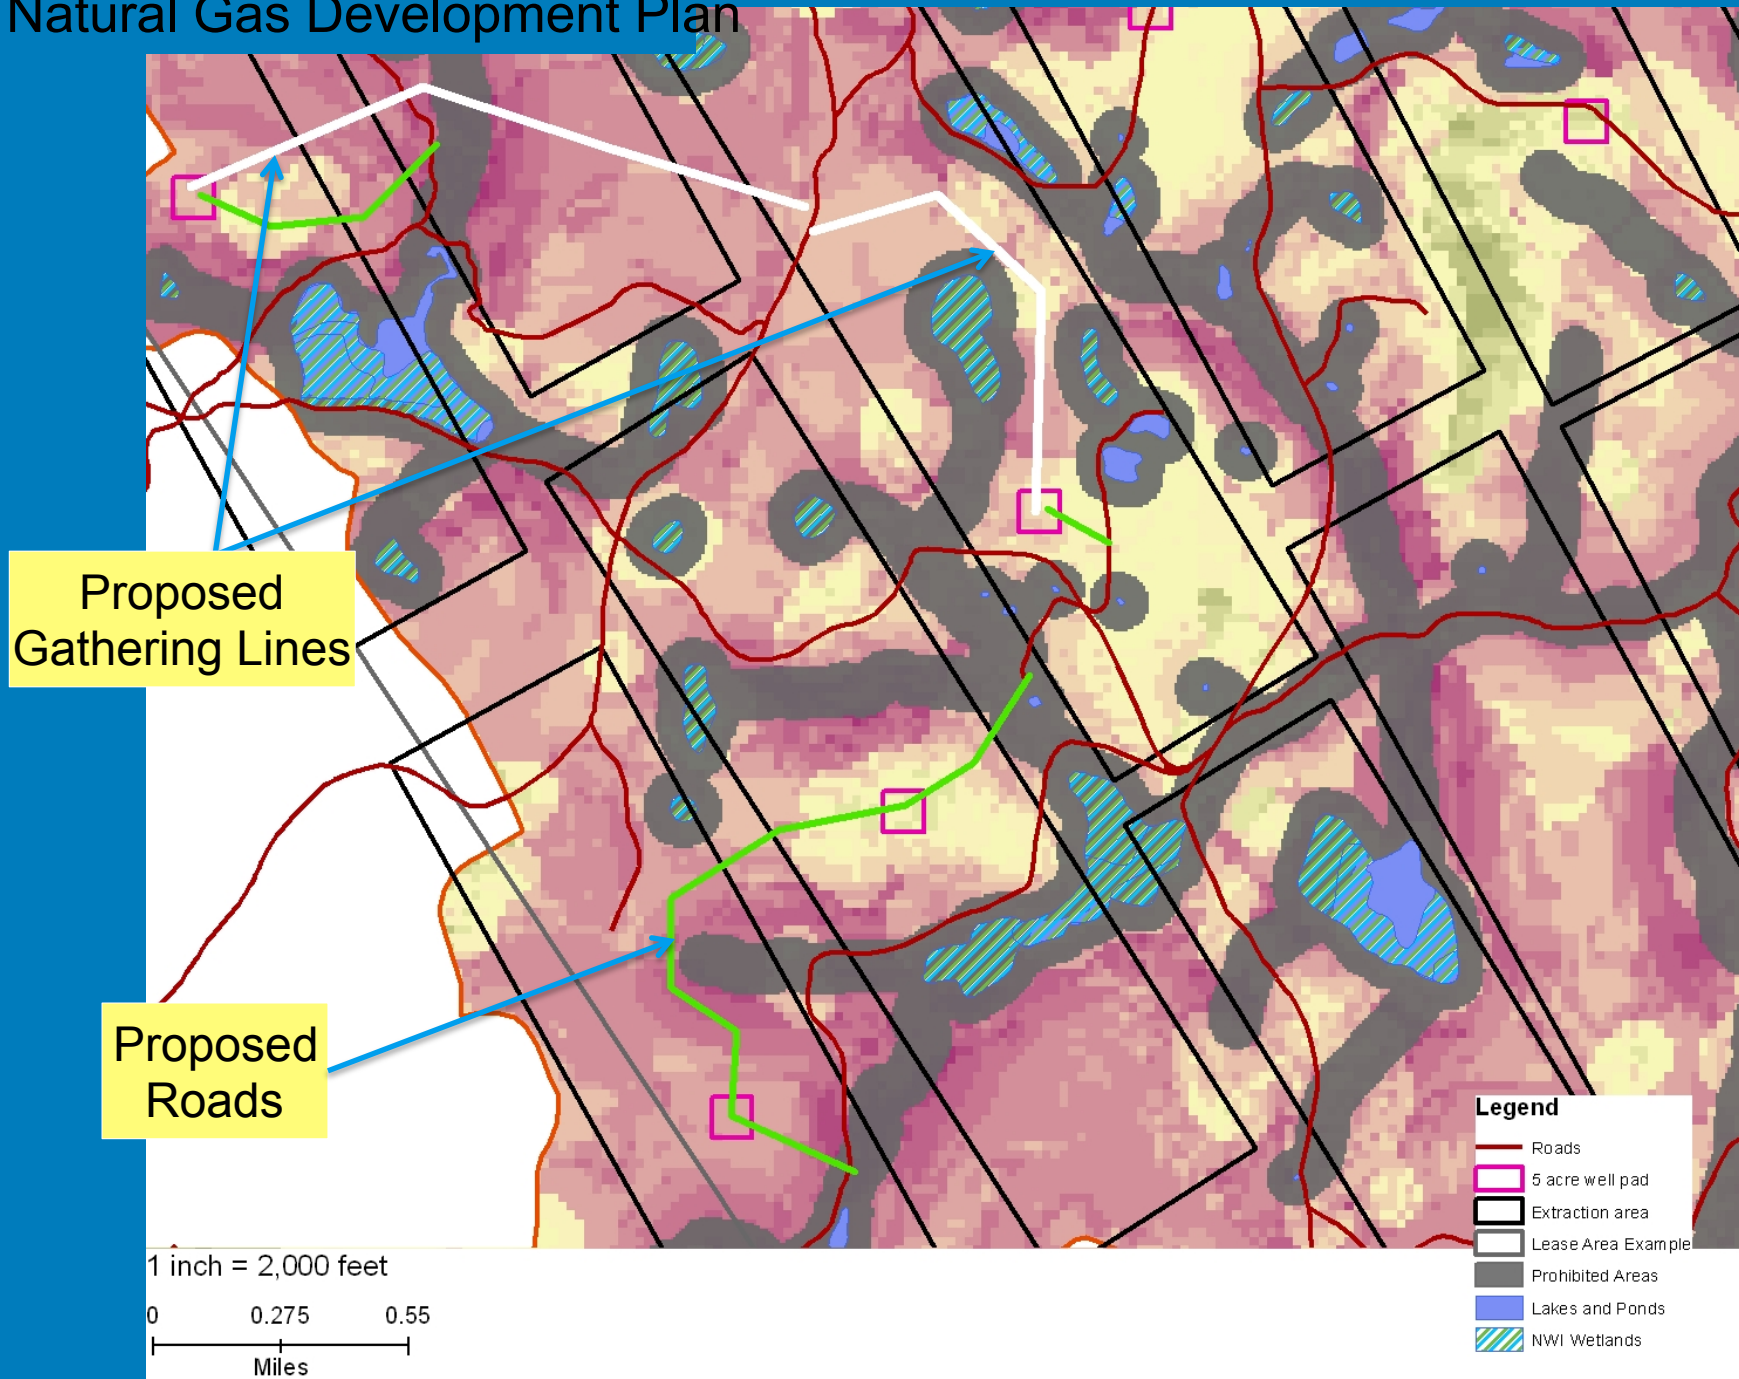 Natural Gas Development Plan
Proposed
Gathering Lines
Proposed
Roads
Legend
Roads
5 acre well pad
Extraction area
Lease Area Example
Prohibited Areas
Lakes and Ponds
NWI Wetlands
1 inch = 2,000 feet
0 0.275 0.55
Miles